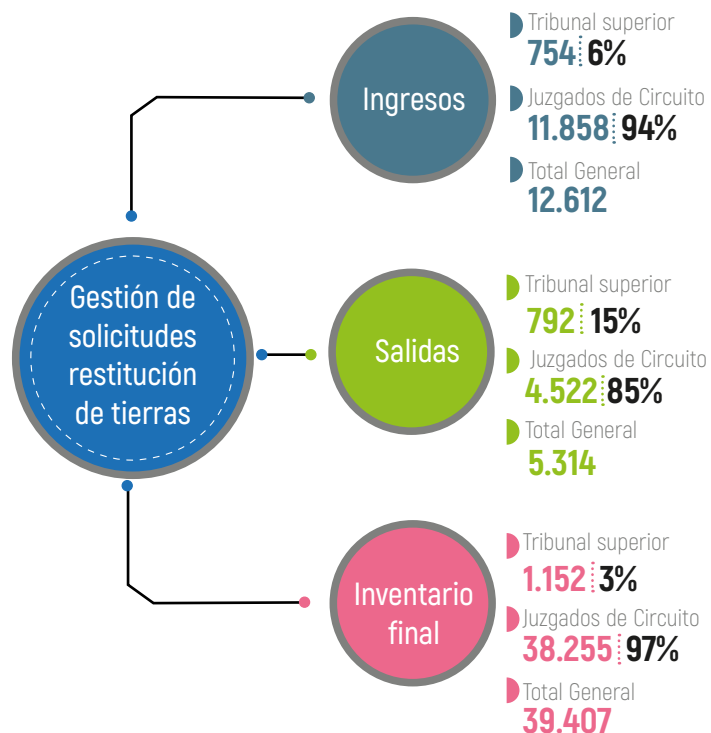 Gestión de
solicitudes
restitución
de tierras
Ingresos
Tribunal superior
754 6%
Juzgados de Circuito
11.858 94%
Total General
12.612
Salidas
Tribunal superior
792 15%
Juzgados de Circuito
4.522 85%
Total General
5.314
Inventario
final
Tribunal superior
1.152 3%
Juzgados de Circuito
38.255 97%
Total General
39.407